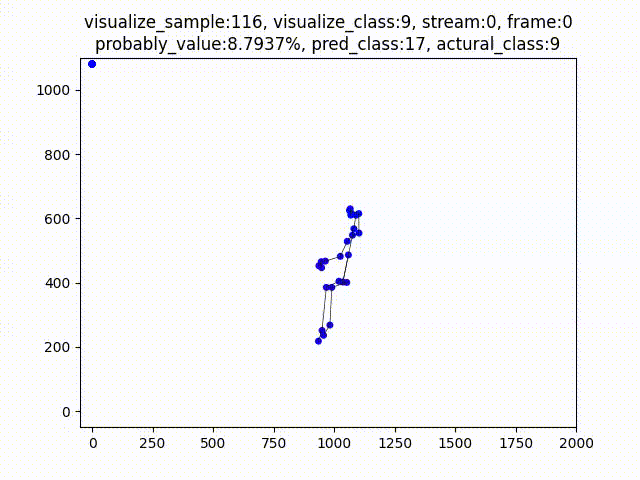 visualize_sample:116, visualize_class:9, stream:0, frame:0
probably_value:8.7937%, pred_class:17, actural_class:9
1000
800
600
400
200
0
0 250 500 750 1000 1250 1500 1750 2000